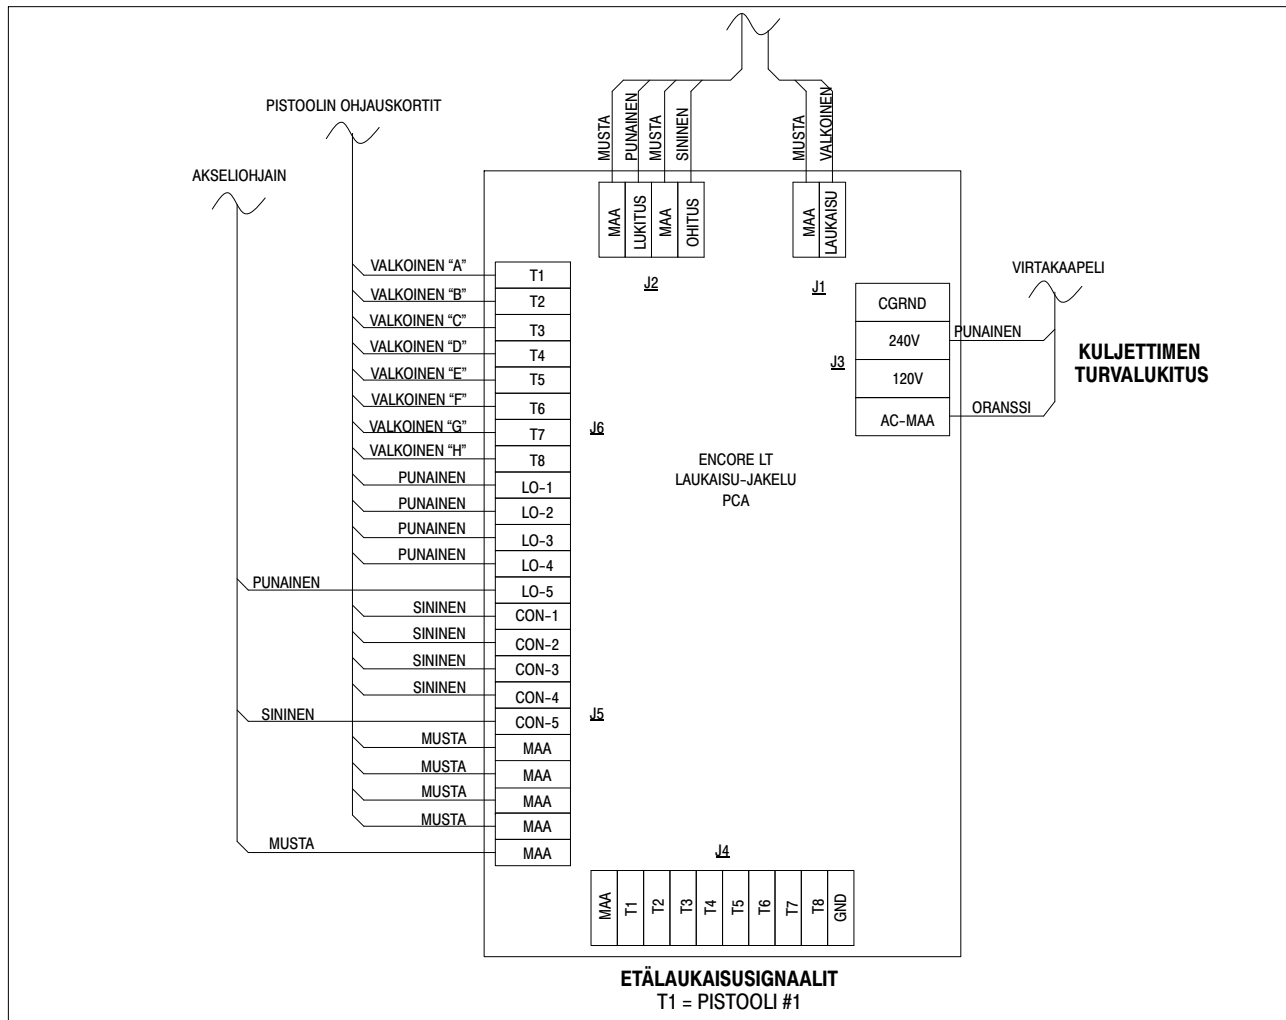 PISTOOLIN OHJAUSKORTIT
AKSELIOHJAIN
MUSTA
PUNAINEN
MUSTA
SININEN
MUSTA
VALKOINEN
MAA
LUKITUS
MAA
OHITUS
MAA
LAUKAISU
J2
J1
VIRTAKAAPELI
CGRND
240V
120V
AC-MAA
J3
PUNAINEN
ORANSSI
KULJETTIMEN
TURVALUKITUS
VALKOINEN “A”
T1
VALKOINEN “B”
T2
VALKOINEN “C”
T3
VALKOINEN “D”
T4
VALKOINEN “E”
T5
VALKOINEN “F”
T6
VALKOINEN “G”
T7
VALKOINEN “H”
T8
J6
PUNAINEN
LO-1
PUNAINEN
LO-2
PUNAINEN
LO-3
PUNAINEN
LO-4
PUNAINEN
LO-5
ENCORE LT
LAUKAISU-JAKELU
PCA
SININEN
CON-1
SININEN
CON-2
SININEN
CON-3
SININEN
CON-4
SININEN
CON-5
J5
MUSTA
MAA
MUSTA
MAA
MUSTA
MAA
MUSTA
MAA
MUSTA
MAA
J4
MAA
T1
T2
T3
T4
T5
T6
T7
T8
GND
ETÄLAUKAISUSIGNAALIT
T1 = PISTOOLI #1